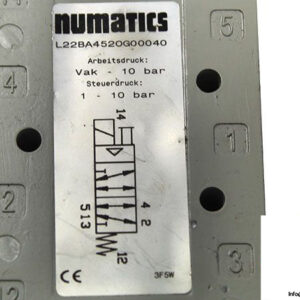 numatics
L22BA4520G00040
Arbeitsdruck:
Vak - 10 bar
Steuerdruck:
1 - 10 bar
14
4
2
513
12
CE
3F5W
5
1
3
2